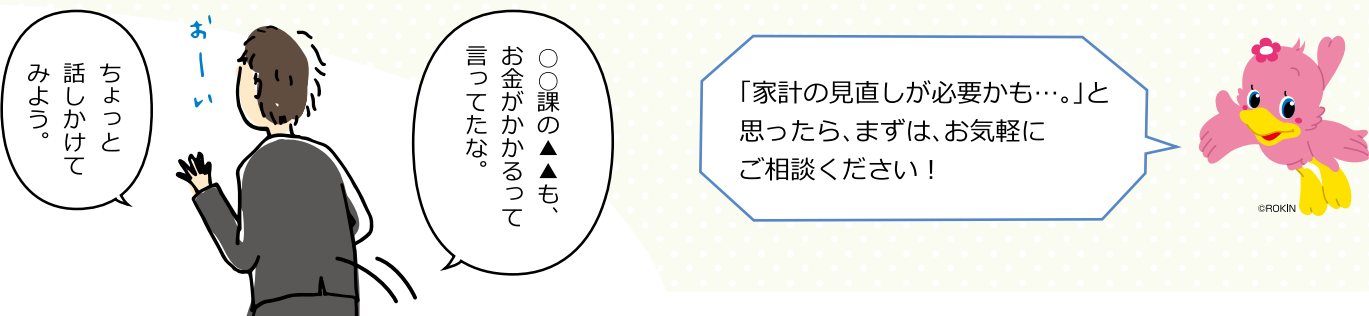 ○○課の▲▲も、
お金がかかるって
言ってたな。
おーい
ちょっと
話しかけて
みよう。
「家計の見直しが必要かも…。」と
思ったら、まずは、お気軽に
ご相談ください！
©ROKIN